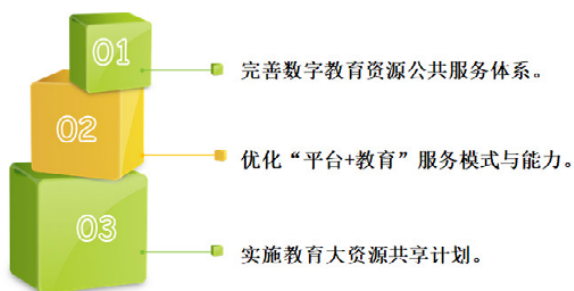 01
完善数字教育资源公共服务体系。
02
优化“平台+教育”服务模式与能力。
03
实施教育大资源共享计划。